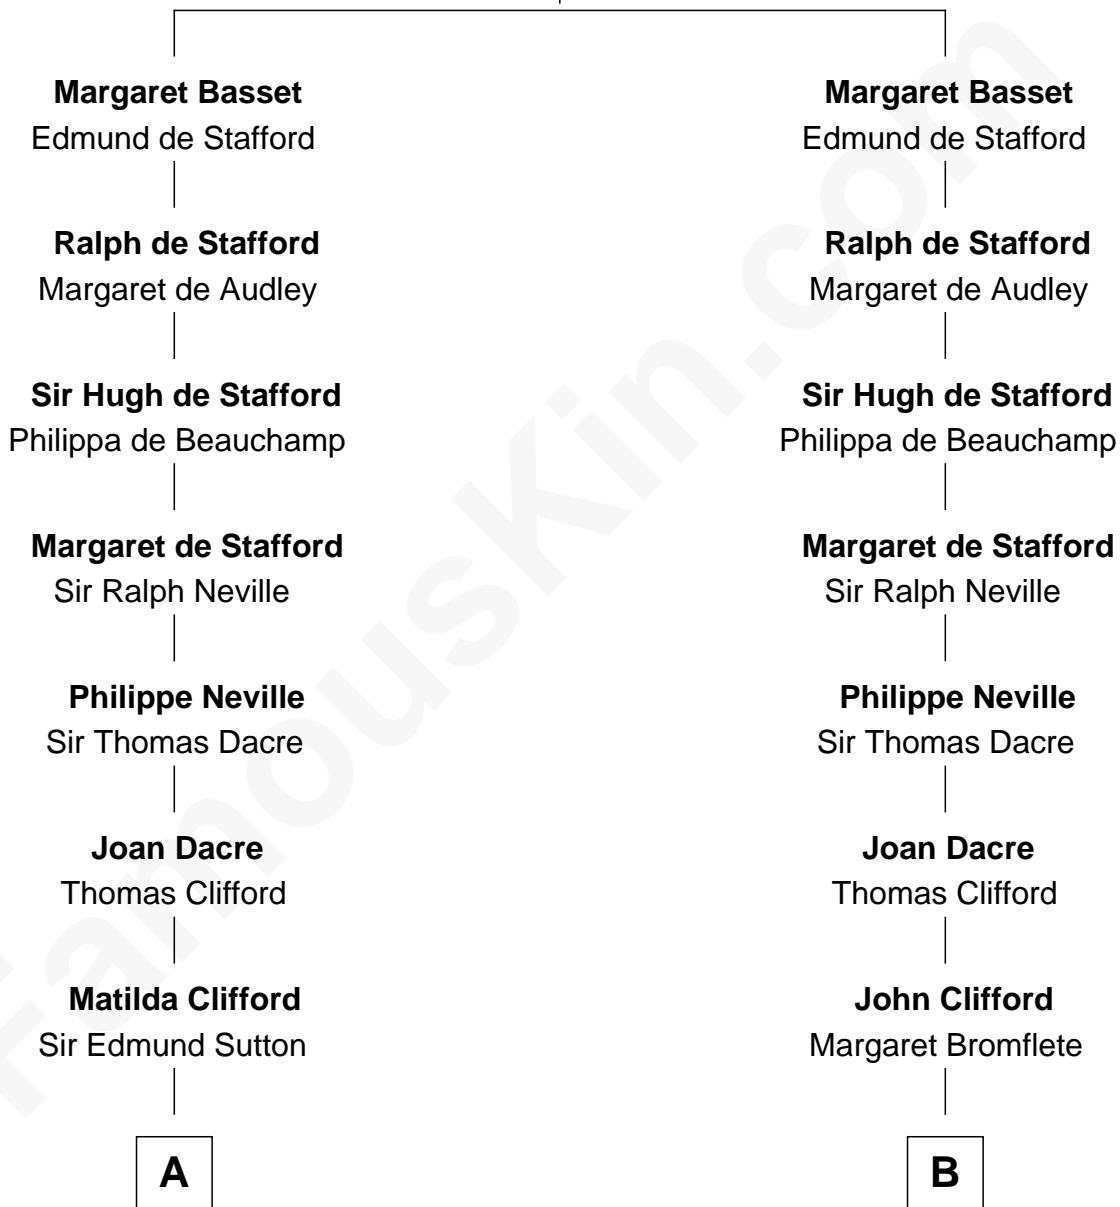 Margaret Basset
Edmund de Stafford
Ralph de Stafford
Margaret de Audley
Sir Hugh de Stafford
Philippa de Beauchamp
Margaret de Stafford
Sir Ralph Neville
Philippe Neville
Sir Thomas Dacre
Joan Dacre
Thomas Clifford
Matilda Clifford
Sir Edmund Sutton
A
Margaret Basset
Edmund de Stafford
Ralph de Stafford
Margaret de Audley
Sir Hugh de Stafford
Philippa de Beauchamp
Margaret de Stafford
Sir Ralph Neville
Philippe Neville
Sir Thomas Dacre
Joan Dacre
Thomas Clifford
John Clifford
Margaret Bromflete
B
FamousKin.com